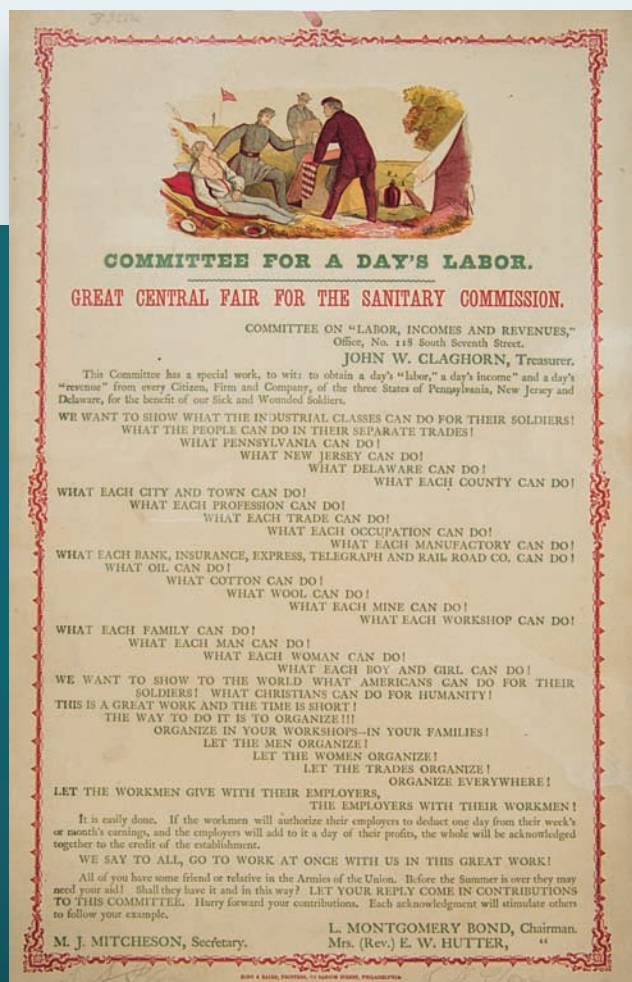 COMMITTEE FOR A DAY'S LABOR.
GREAT CENTRAL FAIR FOR THE SANITARY COMMISSION.
COMMITTEE ON "LABOR, INCOMES AND REVENUES,"
Office, No. 118 South Seventh Street.
JOHN W. CLAGHORN, Treasurer.
This Committee has a special work, to wit: to obtain a day's "labor," a day's income" and a day's
"revenue" from every Citizen, Firm and Company, of the three States of Pennsylvania, New Jersey and
Delaware, for the benefit of our Sick and Wounded Soldiers.
WE WANT TO SHOW WHAT THE INDUSTRIAL CLASSES CAN DO FOR THEIR SOLDIERS!
WHAT THE PEOPLE CAN DO IN THEIR SEPARATE TRADES!
WHAT PENNSYLVANIA CAN DO!
WHAT NEW JERSEY CAN DO!
WHAT DELAWARE CAN DO!
WHAT EACH COUNTY CAN DO!
WHAT EACH CITY AND TOWN CAN DO!
WHAT EACH PROFESSION CAN DO!
WHAT EACH TRADE CAN DO!
WHAT EACH OCCUPATION CAN DO!
WHAT EACH MANUFACTORY CAN DO!
WHAT EACH BANK, INSURANCE, EXPRESS, TELEGRAPH AND RAIL ROAD CO. CAN DO!
WHAT OIL CAN DO!
WHAT COTTON CAN DO!
WHAT WOOL CAN DO!
WHAT EACH MINE CAN DO!
WHAT EACH WORKSHOP CAN DO!
WHAT EACH FAMILY CAN DO!
WHAT EACH MAN CAN DO!
WHAT EACH WOMAN CAN DO!
WHAT EACH BOY AND GIRL CAN DO!
WE WANT TO SHOW TO THE WORLD WHAT AMERICANS CAN DO FOR THEIR
SOLDIERS! WHAT CHRISTIANS CAN DO FOR HUMANITY!
THIS IS A GREAT WORK AND THE TIME IS SHORT!
THE WAY TO DO IT IS TO ORGANIZE!!!
ORGANIZE IN YOUR WORKSHOPS—IN YOUR FAMILIES!
LET THE MEN ORGANIZE!
LET THE WOMEN ORGANIZE!
LET THE TRADES ORGANIZE!
ORGANIZE EVERYWHERE!
LET THE WORKMEN GIVE WITH THEIR EMPLOYERS,
THE EMPLOYERS WITH THEIR WORKMEN!
It is easily done. If the workmen will authorize their employers to deduct one day from their week's
or month's earnings, and the employers will add to it a day of their profits, the whole will be acknowledged
together to the credit of the establishment.
WE SAY TO ALL, GO TO WORK AT ONCE WITH US IN THIS GREAT WORK!
All of you have some friend or relative in the Armies of the Union. Before the Summer is over they may
need your aid! Shall they have it and in this way? LET YOUR REPLY COME IN CONTRIBUTIONS
TO THIS COMMITTEE. Hurry forward your contributions. Each acknowledgment will stimulate others
to follow your example.
L. MONTGOMERY BOND, Chairman.
M. J. MITCHESON, Secretary. Mrs. (Rev.) E. W. HUTTER, "
PRINTERS, STREET, PHILADELPHIA